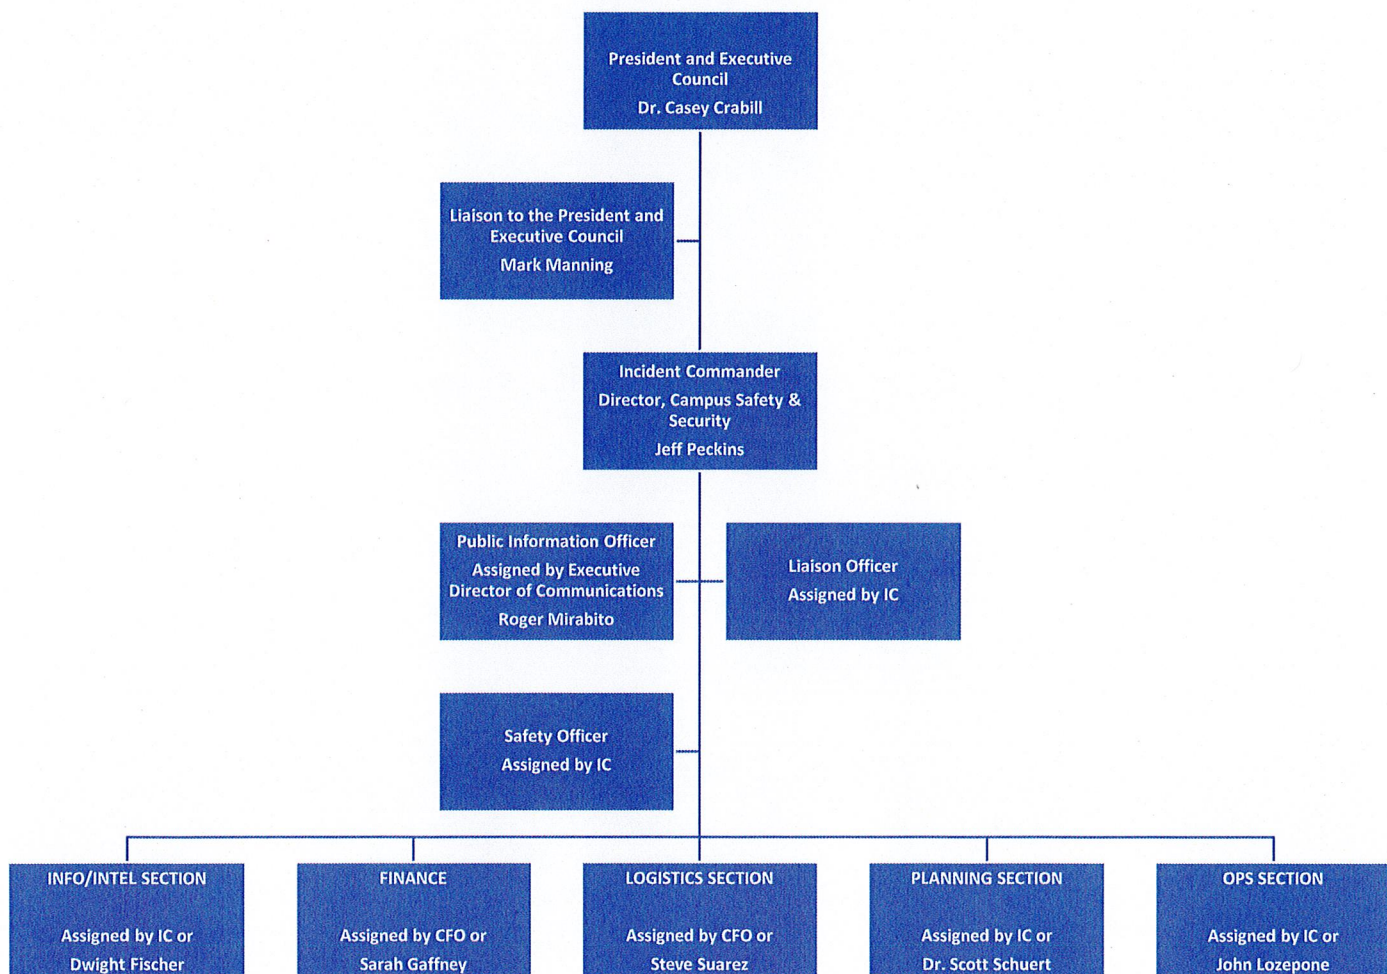 President and Executive
Council
Dr. Casey Crabill
Liaison to the President and
Executive Council
Mark Manning
Incident Commander
Director, Campus Safety &
Security
Jeff Peckins
Public Information Officer
Assigned by Executive
Director of Communications
Roger Mirabito
Liaison Officer
Assigned by IC
Safety Officer
Assigned by IC
INFO/INTEL SECTION
Assigned by IC or
Dwight Fischer
FINANCE
Assigned by CFO or
Sarah Gaffney
LOGISTICS SECTION
Assigned by CFO or
Steve Suarez
PLANNING SECTION
Assigned by IC or
Dr. Scott Schuert
OPS SECTION
Assigned by IC or
John Lozepone